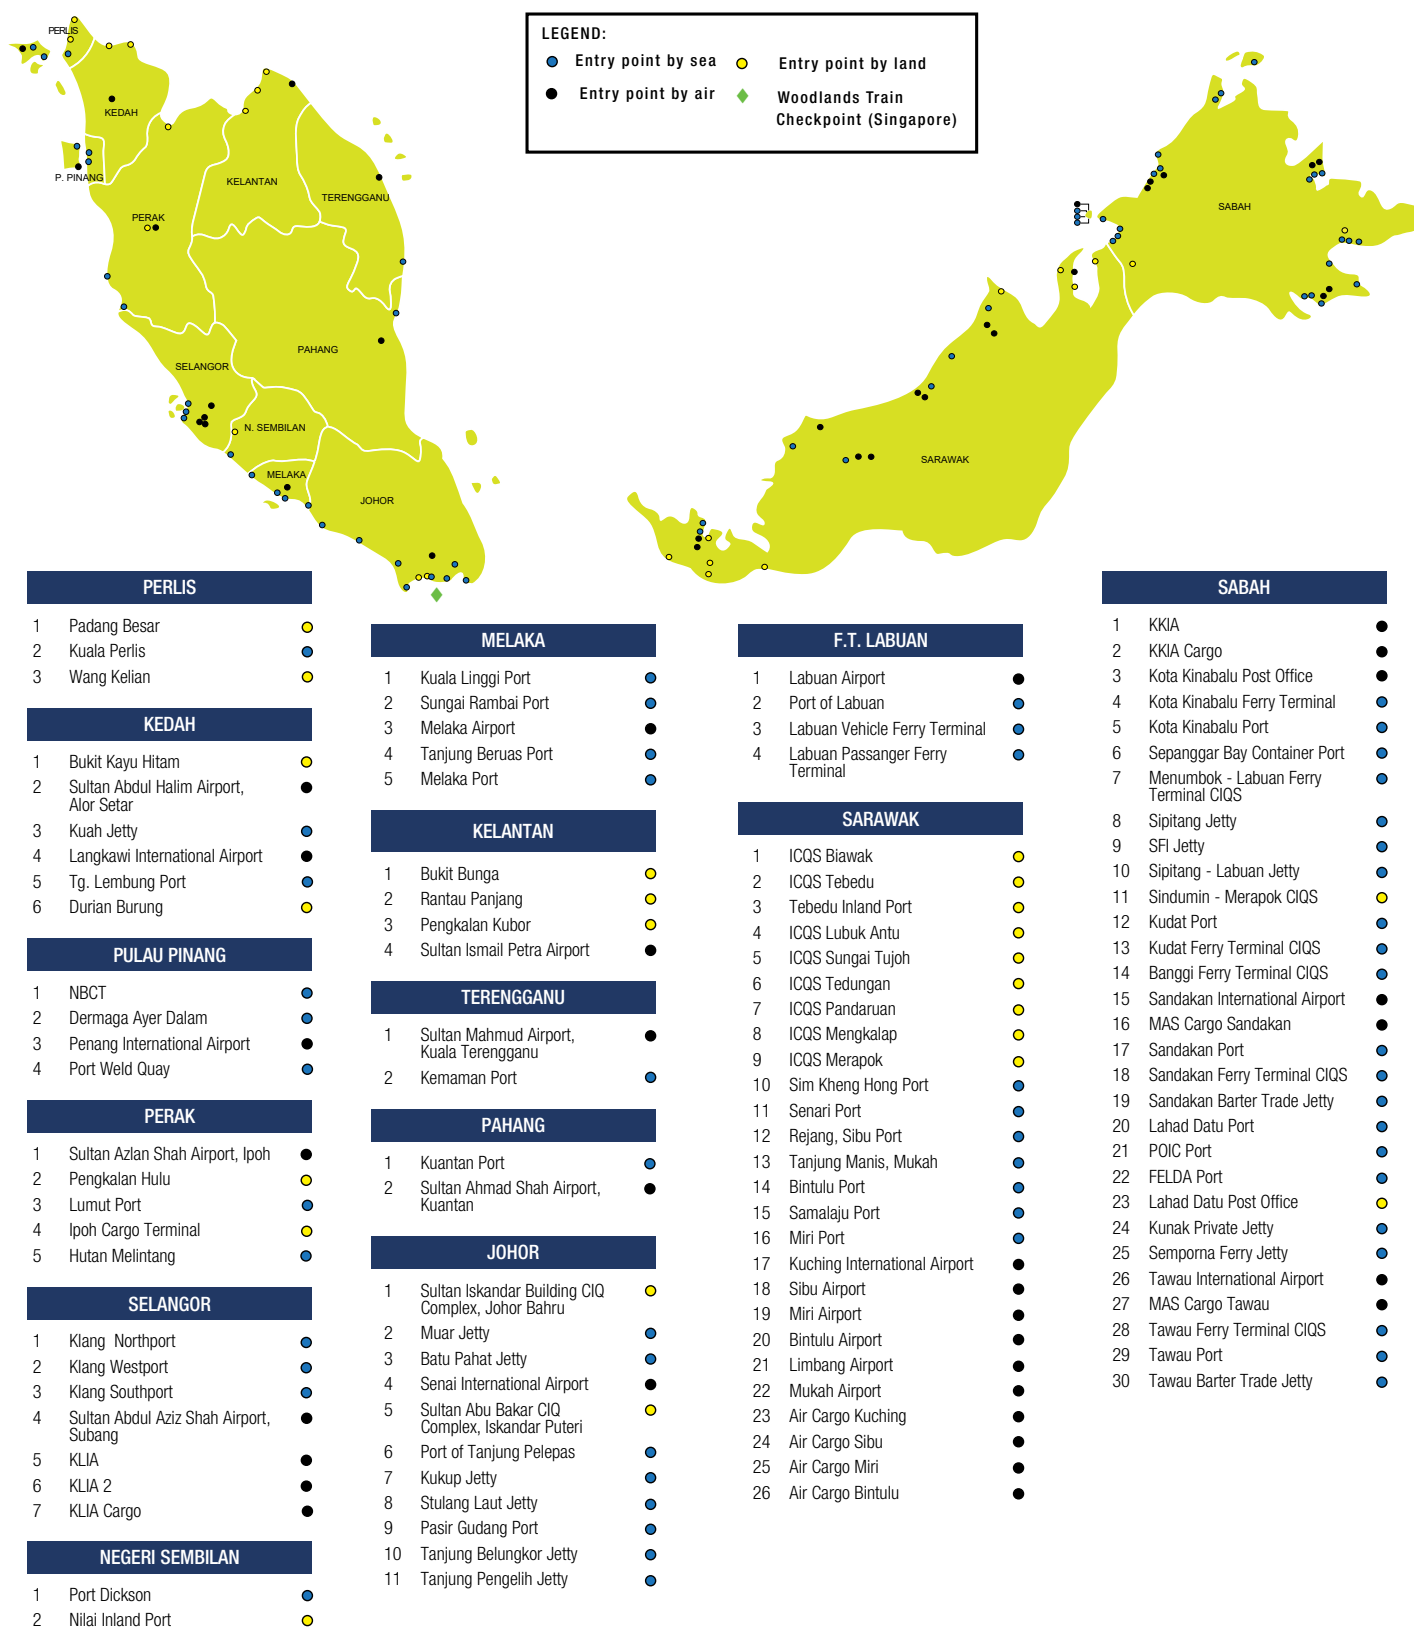 LEGEND:
Entry point by sea
Entry point by land
Entry point by air
Woodlands Train
Checkpoint (Singapore)
PERLIS
KEDAH
P. PINANG
KELANTAN
TERENGGANU
PERAK
PAHANG
SELANGOR
N. SEMBILAN
MELAKA
JOHOR
SABAH
SARAWAK
PERLIS
1 Padang Besar
2 Kuala Perlis
3 Wang Kelian
KEDAH
1 Bukit Kayu Hitam
2 Sultan Abdul Halim Airport,
Alor Setar
3 Kuah Jetty
4 Langkawi International Airport
5 Tg. Lembung Port
6 Durian Burung
PULAU PINANG
1 NBCT
2 Dermaga Ayer Dalam
3 Penang International Airport
4 Port Weld Quay
PERAK
1 Sultan Azlan Shah Airport, Ipoh
2 Pengkalan Hulu
3 Lumut Port
4 Ipoh Cargo Terminal
5 Hutan Melintang
SELANGOR
1 Klang Northport
2 Klang Westport
3 Klang Southport
4 Sultan Abdul Aziz Shah Airport,
Subang
5 KLIA
6 KLIA 2
7 KLIA Cargo
NEGERI SEMBILAN
1 Port Dickson
2 Nilai Inland Port
MELAKA
1 Kuala Linggi Port
2 Sungai Rambai Port
3 Melaka Airport
4 Tanjung Beruas Port
5 Melaka Port
KELANTAN
1 Bukit Bunga
2 Rantau Panjang
3 Pengkalan Kubor
4 Sultan Ismail Petra Airport
TERENGGANU
1 Sultan Mahmud Airport,
Kuala Terengganu
2 Kemaman Port
PAHANG
1 Kuantan Port
2 Sultan Ahmad Shah Airport,
Kuantan
JOHOR
1 Sultan Iskandar Building CIQ
Complex, Johor Bahru
2 Muar Jetty
3 Batu Pahat Jetty
4 Senai International Airport
5 Sultan Abu Bakar CIQ
Complex, Iskandar Puteri
6 Port of Tanjung Pelepas
7 Kukup Jetty
8 Stulang Laut Jetty
9 Pasir Gudang Port
10 Tanjung Belungkor Jetty
11 Tanjung Pengelih Jetty
F.T. LABUAN
1 Labuan Airport
2 Port of Labuan
3 Labuan Vehicle Ferry Terminal
4 Labuan Passanger Ferry
Terminal
SARAWAK
1 ICQS Biawak
2 ICQS Tebedu
3 Tebedu Inland Port
4 ICQS Lubuk Antu
5 ICQS Sungai Tujoh
6 ICQS Tedungan
7 ICQS Pandaruan
8 ICQS Mengkalap
9 ICQS Merapok
10 Sim Kheng Hong Port
11 Senari Port
12 Rejang, Sibu Port
13 Tanjung Manis, Mukah
14 Bintulu Port
15 Samalaju Port
16 Miri Port
17 Kuching International Airport
18 Sibu Airport
19 Miri Airport
20 Bintulu Airport
21 Limbang Airport
22 Mukah Airport
23 Air Cargo Kuching
24 Air Cargo Sibu
25 Air Cargo Miri
26 Air Cargo Bintulu
SABAH
1 KKIA
2 KKIA Cargo
3 Kota Kinabalu Post Office
4 Kota Kinabalu Ferry Terminal
5 Kota Kinabalu Port
6 Sepanggar Bay Container Port
7 Menumbok - Labuan Ferry
Terminal CIQS
8 Sipitang Jetty
9 SFI Jetty
10 Sipitang - Labuan Jetty
11 Sindumin - Merapok CIQS
12 Kudat Port
13 Kudat Ferry Terminal CIQS
14 Banggi Ferry Terminal CIQS
15 Sandakan International Airport
16 MAS Cargo Sandakan
17 Sandakan Port
18 Sandakan Ferry Terminal CIQS
19 Sandakan Barter Trade Jetty
20 Lahad Datu Port
21 POIC Port
22 FELDA Port
23 Lahad Datu Post Office
24 Kunak Private Jetty
25 Semporna Ferry Jetty
26 Tawau International Airport
27 MAS Cargo Tawau
28 Tawau Ferry Terminal CIQS
29 Tawau Port
30 Tawau Barter Trade Jetty